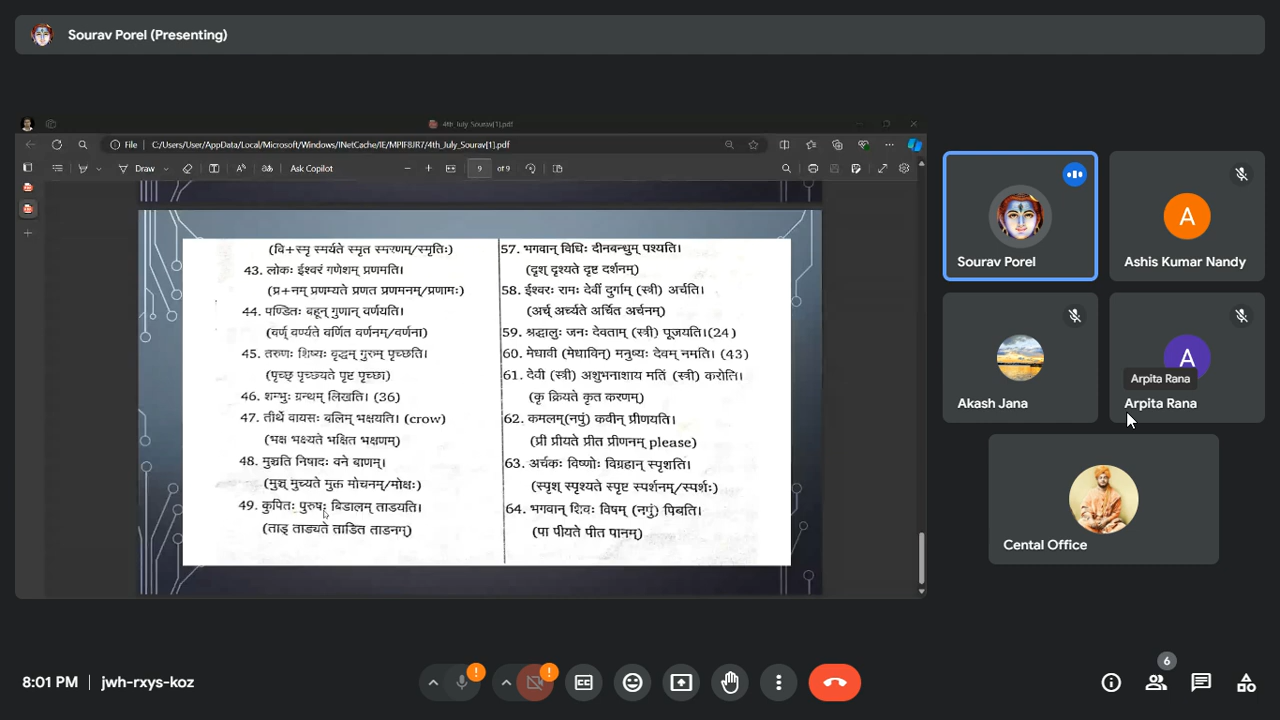 Sourav Porel (Presenting)
4th_July_Sourav[1].pdf
File
C:/Users/User/AppData/Local/Microsoft/Windows/INetCache/IE/MPIF8JR7/4th_July_Sourav[1].pdf
Draw
Ask Copilot
9 of 9
(वि+स्मृ स्मर्यते स्मृत स्मरणम्/स्मृतिः)
43. लोकः ईश्वरं गणेशम् प्रणमति।
(प्र+नम् प्रणम्यते प्रणत प्रणमनम्/प्रणामः)
44. पण्डितः बहून् गुणान् वर्णयति।
(वर्ण् वर्ण्यते वर्णित वर्णनम्/वर्णना)
45. तरुणः शिष्यः वृद्धम् गुरुम् पृच्छति।
(पृच्छ् पृच्छ्यते पृष्ट पृच्छा)
46. शम्भुः ग्रन्थम् लिखति। (36)
47. तीर्थे वायसः बलिम् भक्षयति। (crow)
(भक्ष भक्ष्यते भक्षित भक्षणम्)
48. मुञ्चति निषादः वने बाणम्।
(मुञ्च् मुच्यते मुक्त मोचनम्/मोक्षः)
49. कुपितः पुरुषः बिडालम् ताडयति।
(ताड् ताड्यते ताडित ताडनम्)
57. भगवान् विधिः दीनबन्धुम् पश्यति।
(दृश् दृश्यते दृष्ट दर्शनम्)
58. ईश्वरः रामः देवीं दुर्गाम् (स्त्री) अर्चति।
(अर्च् अर्च्यते अर्चित अर्चनम्)
59. श्रद्धालुः जनः देवताम् (स्त्री) पूजयति।(24)
60. मेधावी (मेधाविन्) मनुष्यः देवम् नमति। (43)
61. देवी (स्त्री) अशुभनाशाय मतिं (स्त्री) करोति।
(कृ क्रियते कृत करणम्)
62. कमलम्(नपुं) कवीन् प्रीणयति।
(प्री प्रीयते प्रीत प्रीणनम् please)
63. अर्चकः विष्णोः विग्रहान् स्पृशति।
(स्पृश् स्पृश्यते स्पृष्ट स्पर्शनम्/स्पर्शः)
64. भगवान् शिवः विषम् (नपुं) पिबति।
(पा पीयते पीत पानम्)
Sourav Porel
A
Ashis Kumar Nandy
Akash Jana
A
Arpita Rana
Arpita Rana
Cental Office
8:01 PM | jwh-rxys-koz
6